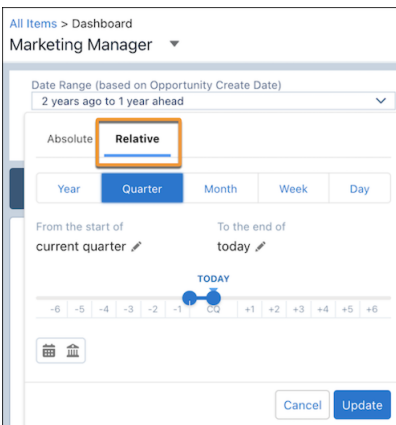 All Items > Dashboard
Marketing Manager
Date Range (based on Opportunity Create Date)
2 years ago to 1 year ahead
Absolute Relative
Year Quarter Month Week Day
From the start of To the end of
current quarter today
TODAY
-6 -5 -4 -3 -2 -1 CQ +1 +2 +3 +4 +5 +6
Cancel Update